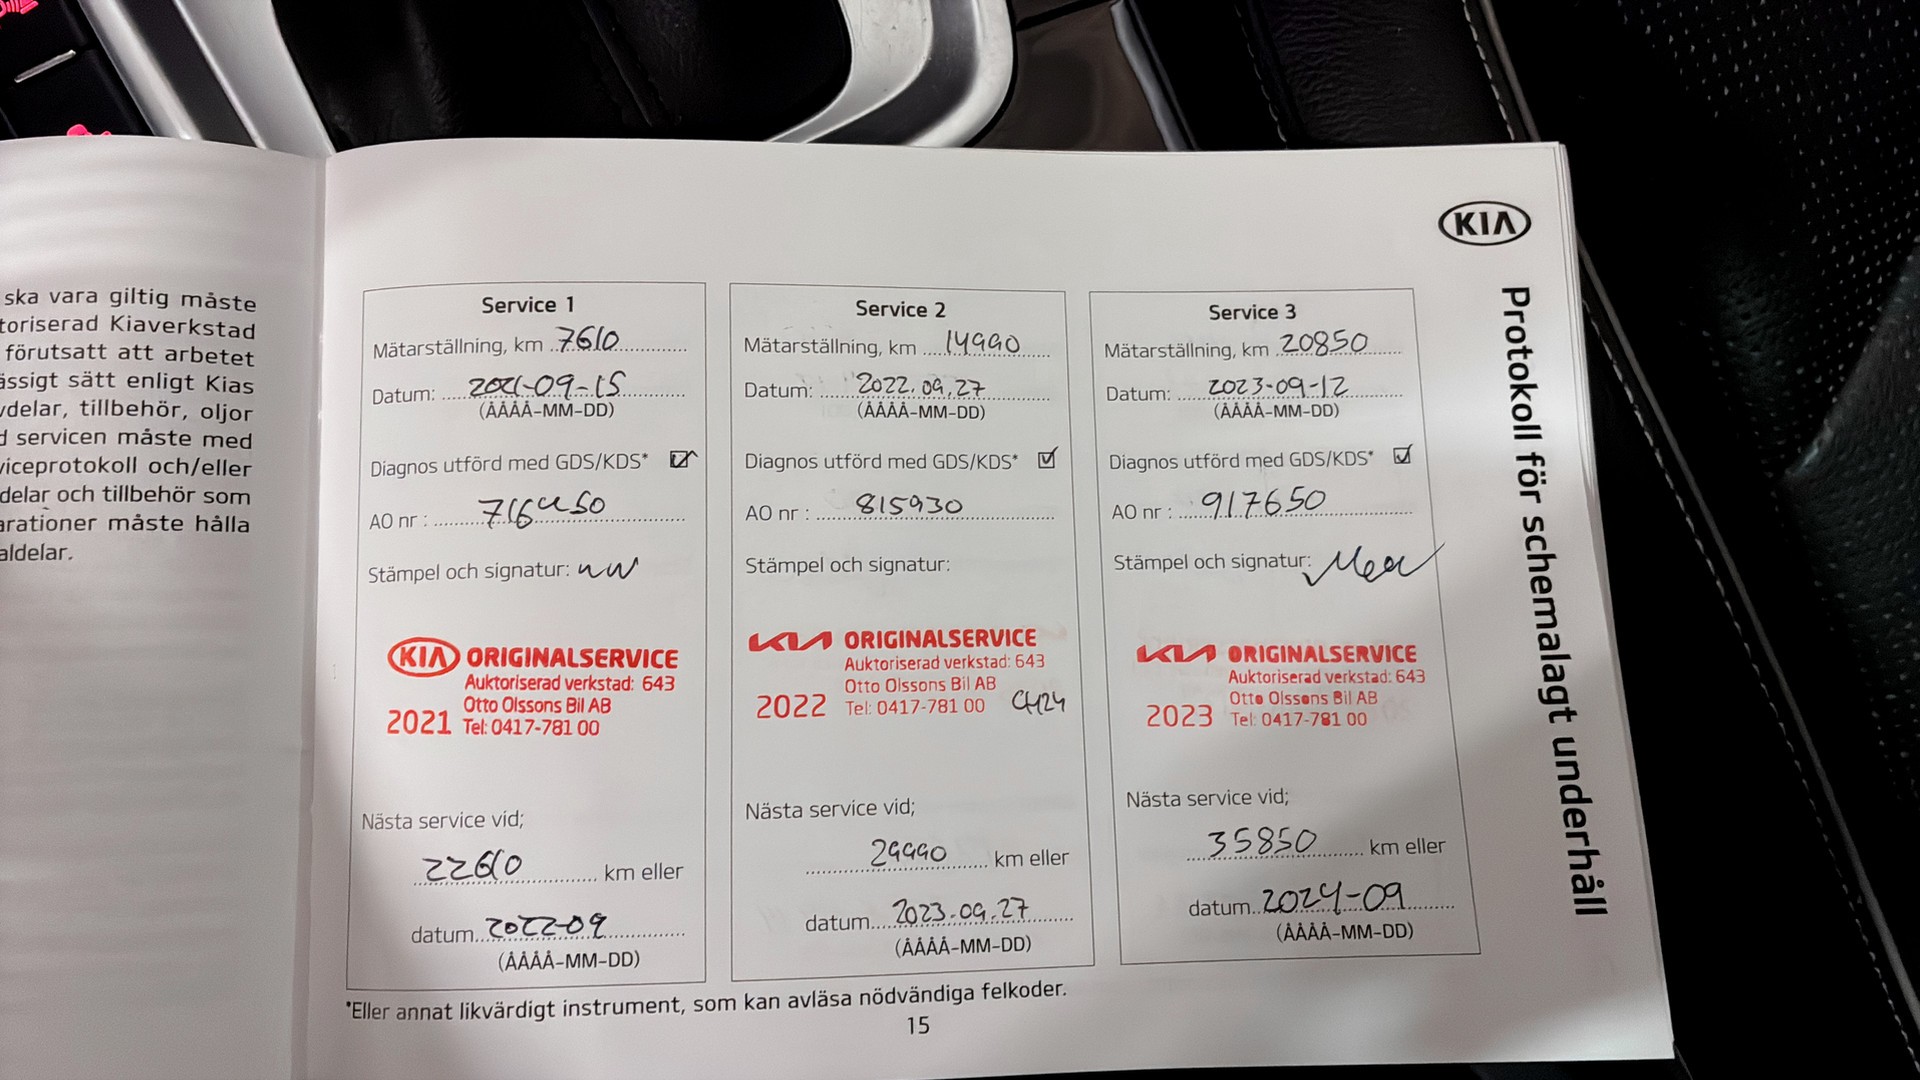 ska vara giltig måste
toriserad Kiaverkstad
förutsatt att arbetet
ässigt sätt enligt Kias
vdelar, tillbehör, oljor
d servicen måste med
viceprotokoll och/eller
delar och tillbehör som
arationer måste hålla
aldelar.
KIA
Protokoll för schemalagt underhåll
Service 1
Mätarställning, km 7610
Datum: 2021-09-15
(ÅÅÅÅ-MM-DD)
Diagnos utförd med GDS/KDS*
AO nr :
Stämpel och signatur:
KIA ORIGINALSERVICE
Auktoriserad verkstad: 643
Otto Olssons Bil AB
2021 Tel: 0417-781 00
Nästa service vid;
22610 km eller
datum 2022-09
(ÅÅÅÅ-MM-DD)
Service 2
Mätarställning, km 14990
Datum: 2022.09.27
(ÅÅÅÅ-MM-DD)
Diagnos utförd med GDS/KDS*
AO nr : 815930
Stämpel och signatur:
KIA ORIGINALSERVICE
Auktoriserad verkstad: 643
Otto Olssons Bil AB
2022 Tel: 0417-781 00
Nästa service vid;
29990 km eller
datum 2023.09.27
(ÅÅÅÅ-MM-DD)
Service 3
Mätarställning, km 20850
Datum: 2023-09-12
(ÅÅÅÅ-MM-DD)
Diagnos utförd med GDS/KDS*
AO nr : 917650
Stämpel och signatur:
KIA ORIGINALSERVICE
Auktoriserad verkstad: 643
Otto Olssons Bil AB
2023 Tel: 0417-781 00
Nästa service vid;
35850 km eller
datum 2024-09
(ÅÅÅÅ-MM-DD)
*Eller annat likvärdigt instrument, som kan avläsa nödvändiga felkoder.
15